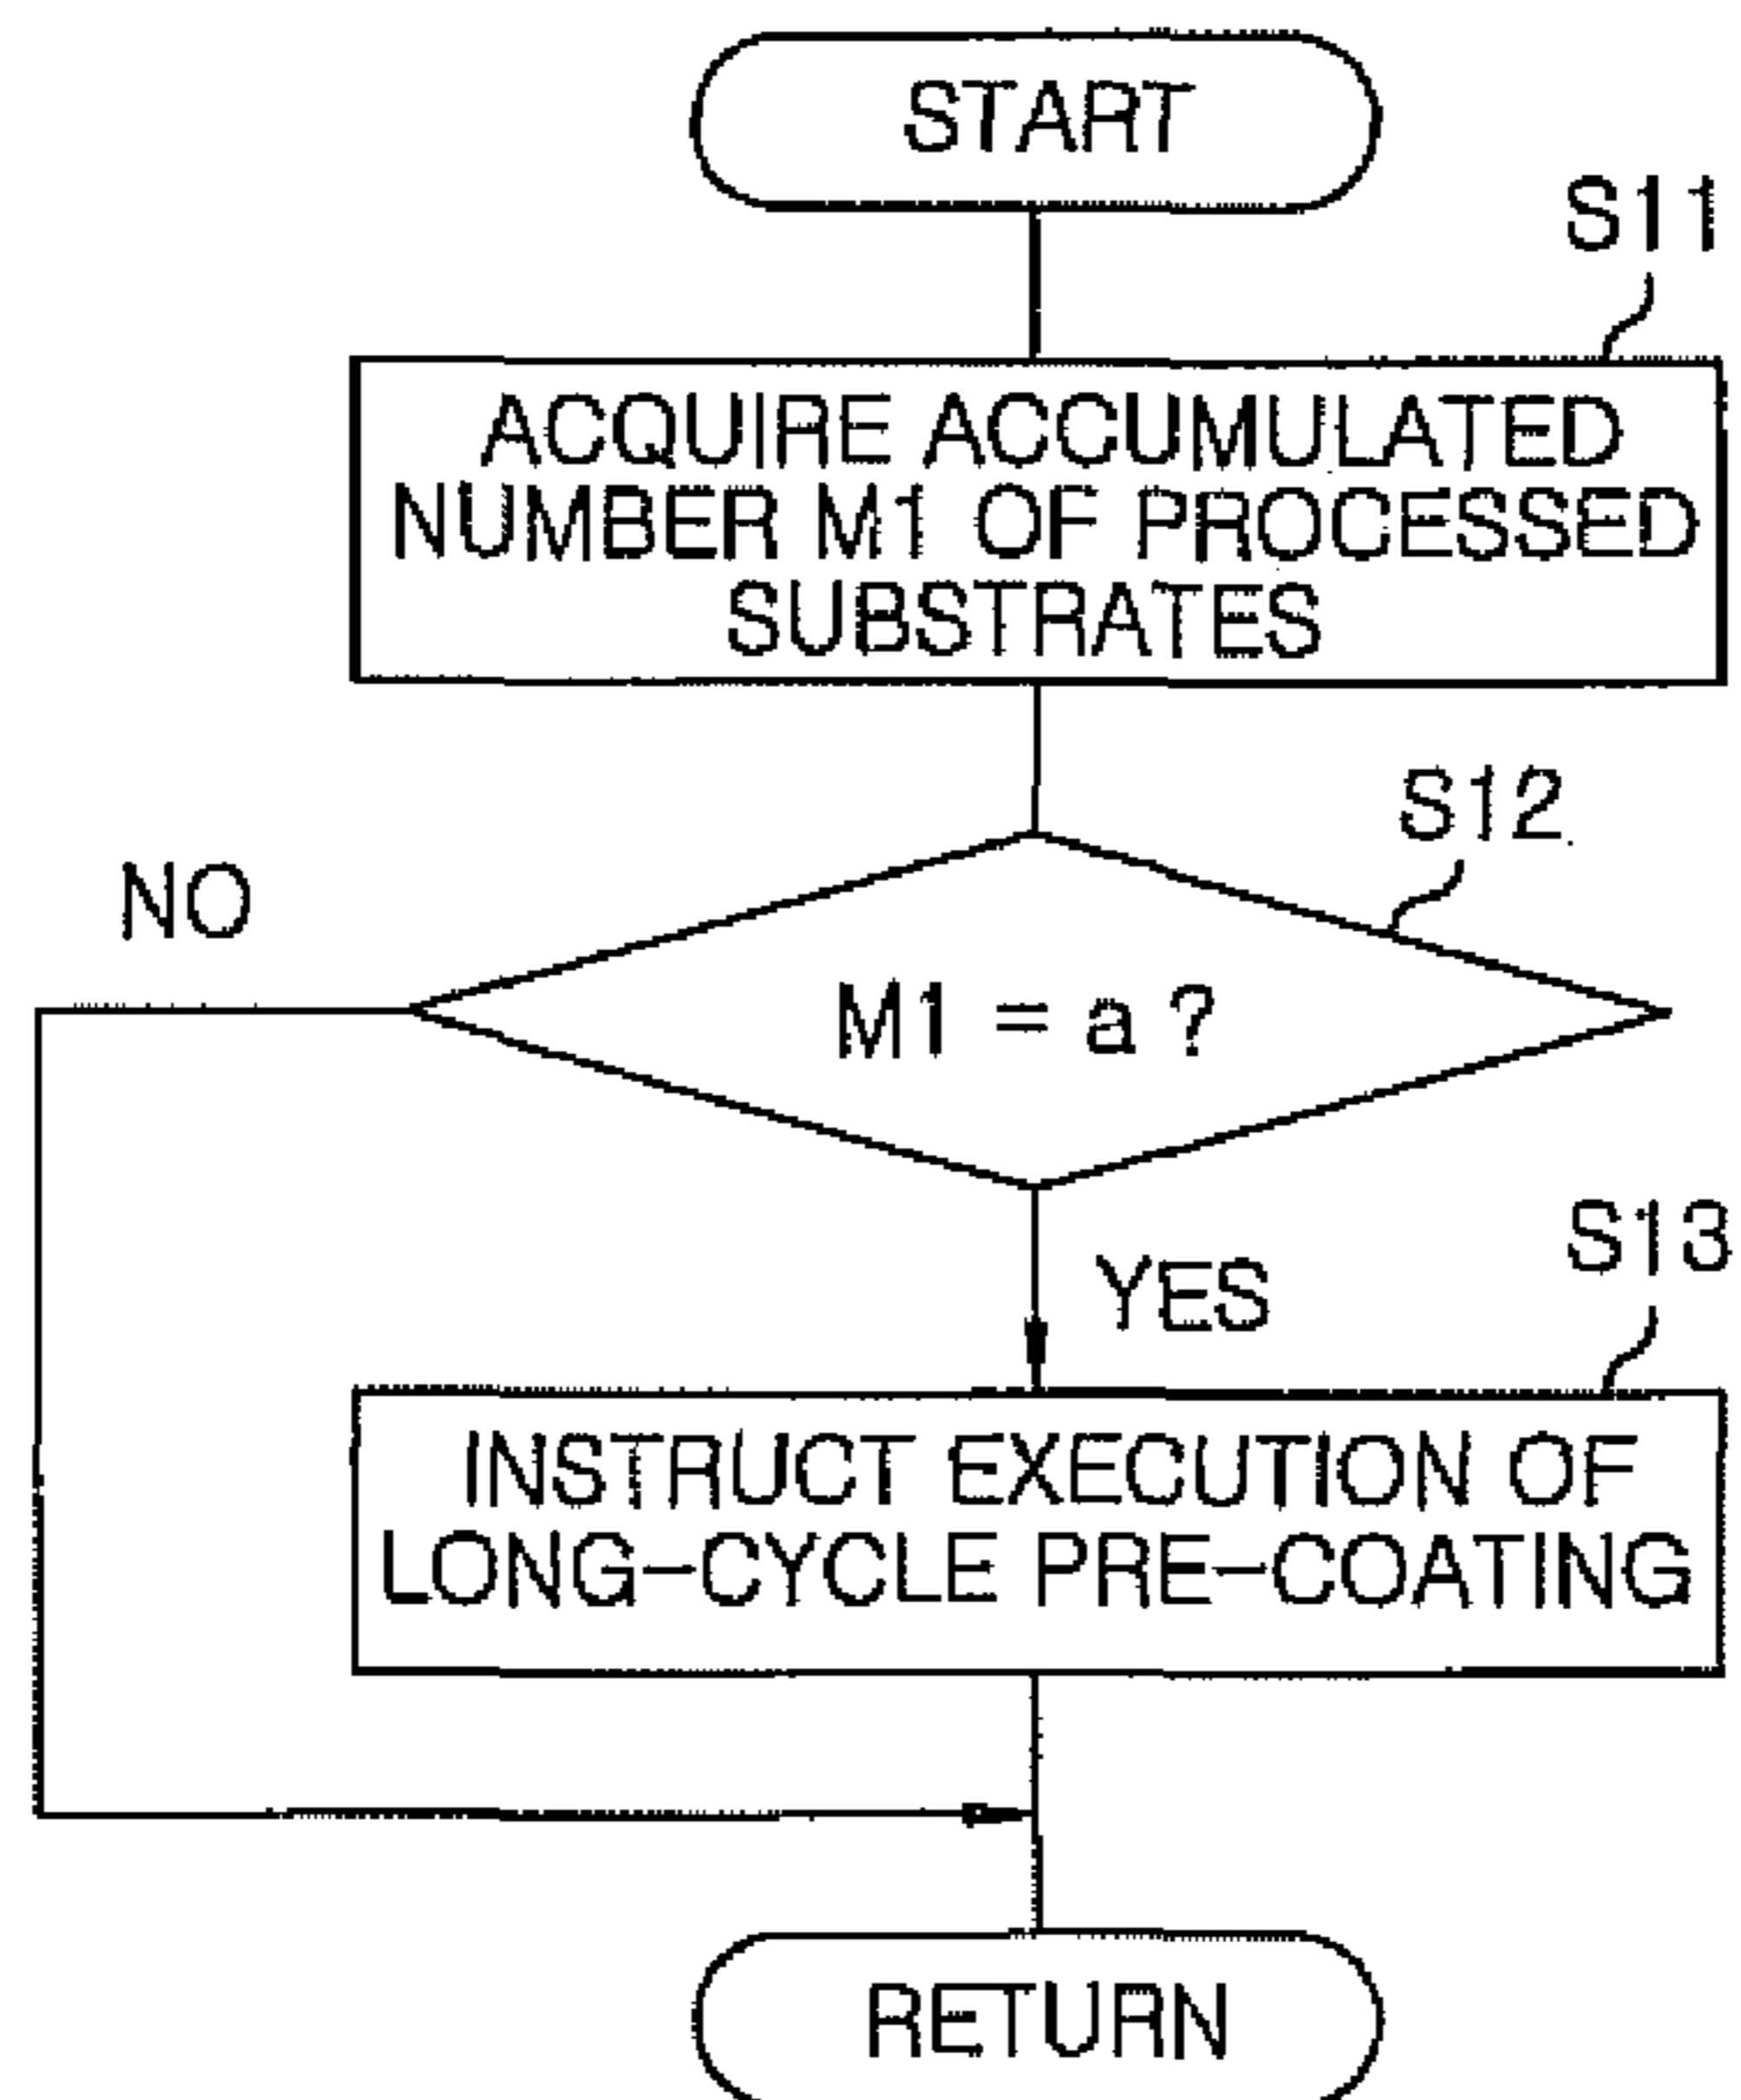 START
S11
ACQUIRE ACCUMULATED
NUMBER M1 OF PROCESSED
SUBSTRATES
S12
NO
M1 = a ?
YES
S13
INSTRUCT EXECUTION OF
LONG-CYCLE PRE-COATING
RETURN